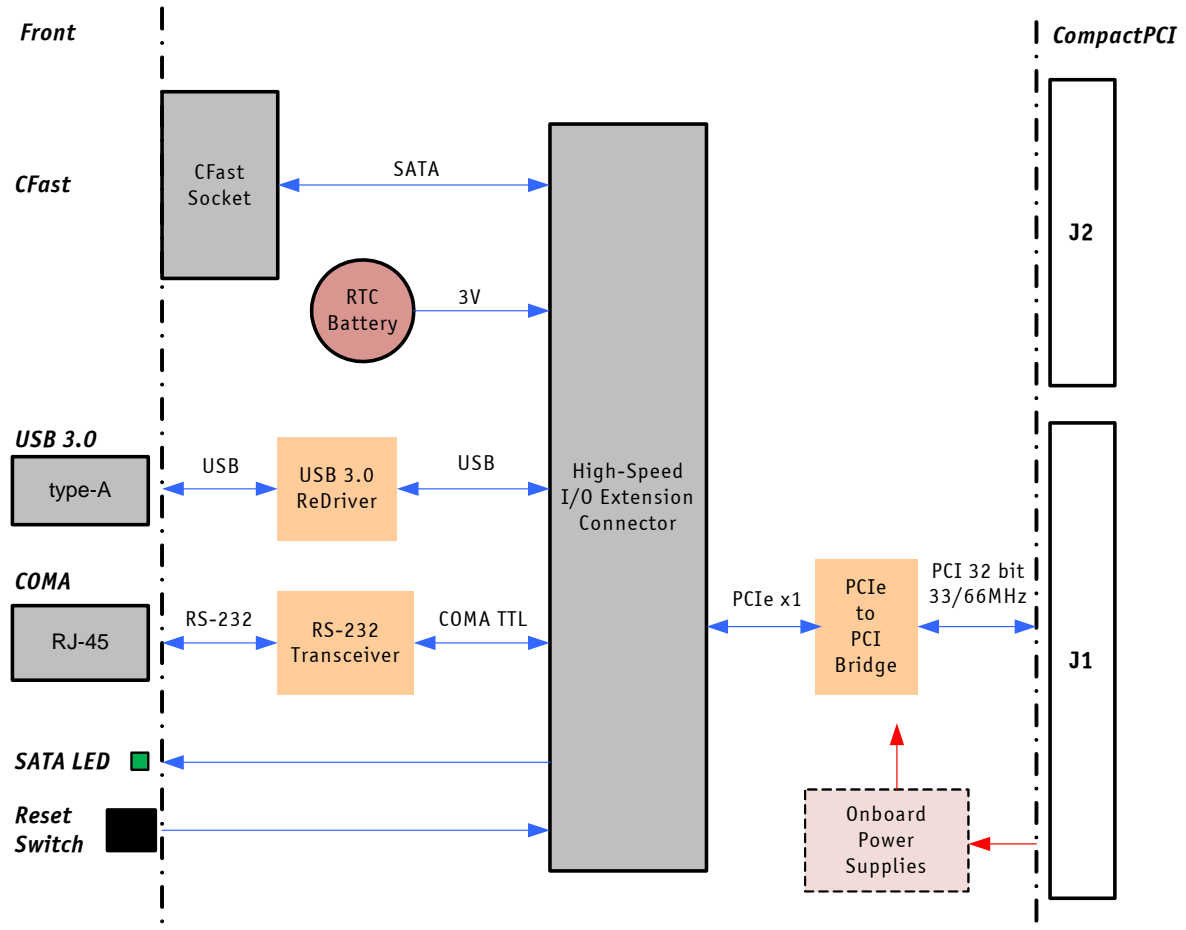 Front
CompactPCI
CFast
CFast
Socket
SATA
J2
RTC
Battery
3V
USB 3.0
type-A
USB
USB 3.0
ReDriver
USB
High-Speed
I/O Extension
Connector
COMA
RJ-45
RS-232
RS-232
Transceiver
COMA TTL
PCIe x1
PCIe
to
PCI
Bridge
PCI 32 bit
33/66MHz
J1
SATA LED
Reset
Switch
Onboard
Power
Supplies